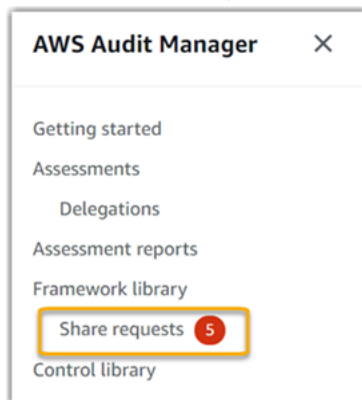 AWS Audit Manager
Getting started
Assessments
Delegations
Assessment reports
Framework library
Share requests 5
Control library